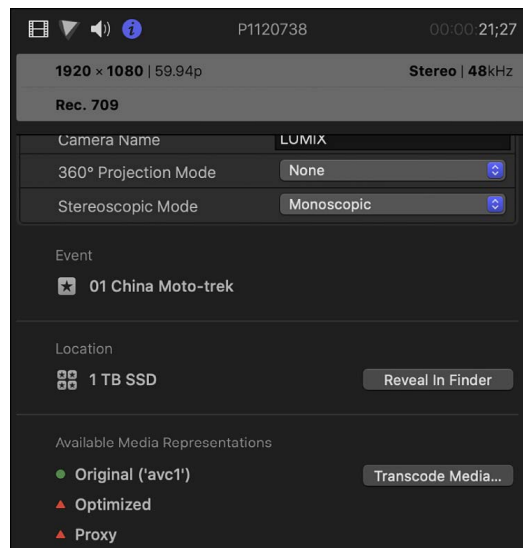 P1120738 00:00:21;27
1920 × 1080 | 59.94p Stereo | 48kHz
Rec. 709
Camera Name LUMIX
360° Projection Mode None
Stereoscopic Mode Monoscopic
Event
01 China Moto-trek
Location
1 TB SSD Reveal In Finder
Available Media Representations
Original ('avc1') Transcode Media...
Optimized
Proxy